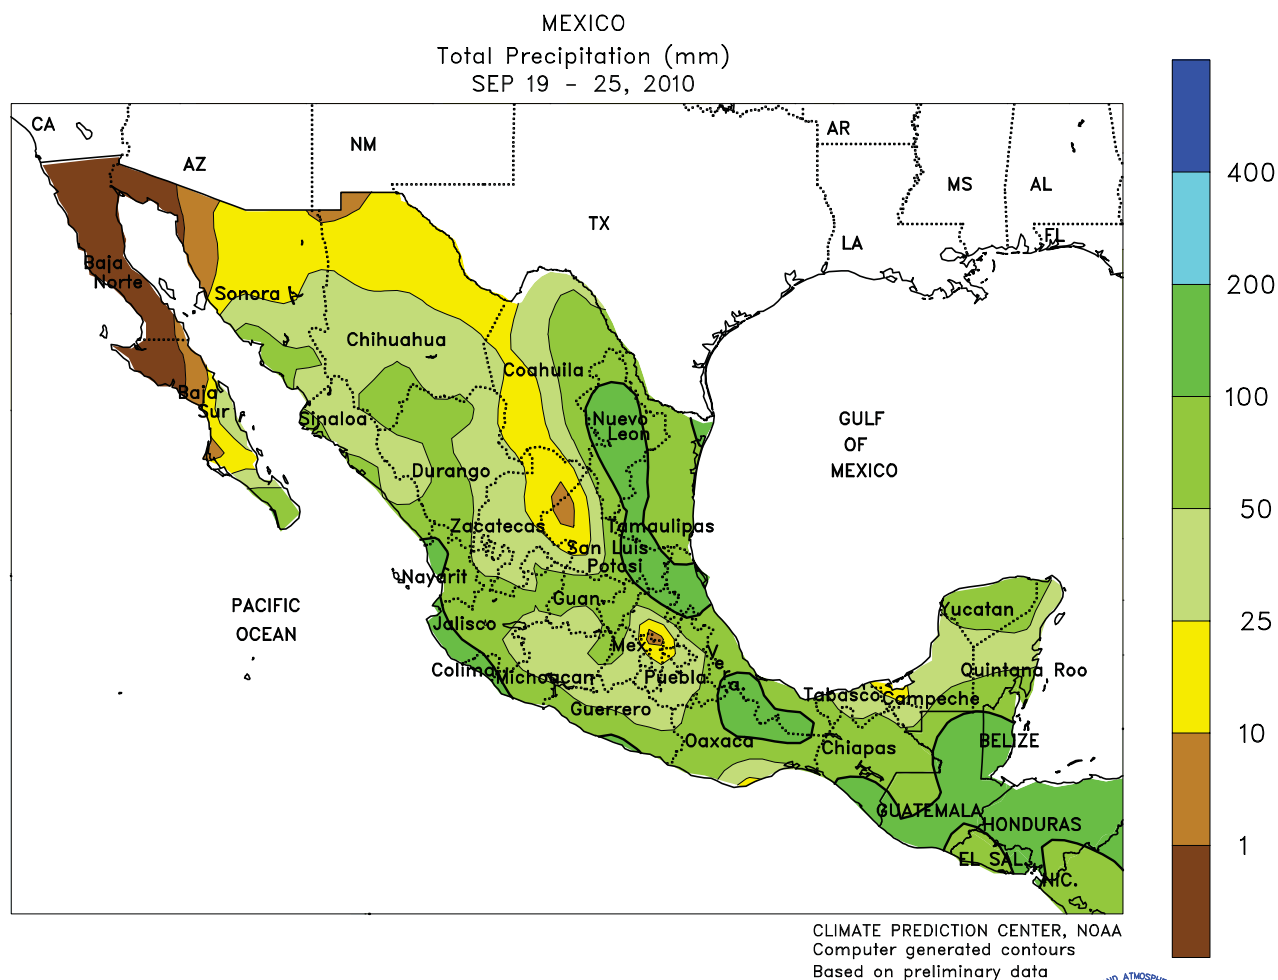 MEXICO
Total Precipitation (mm)
SEP 19 - 25, 2010
CA
AZ
NM
TX
AR
MS
AL
LA
FL
Baja
Norte
Sonora
Chihuahua
Coahuila
Baja
Sur
Sinaloa
Nuevo
Leon
Durango
Zacatecas
Tamaulipas
San Luis
Potosi
Nayarit
Guan.
Jalisco
Mex
Ver
a.
Colima
Michoacan
Puebla
Guerrero
Oaxaca
Tabasco
Campeche
Chiapas
Yucatan
Quintana Roo
BELIZE
GUATEMALA
HONDURAS
EL SAL.
NIC.
GULF
OF
MEXICO
PACIFIC
OCEAN
400
200
100
50
25
10
1
CLIMATE PREDICTION CENTER, NOAA
Computer generated contours
Based on preliminary data
AND ATMOSPHE